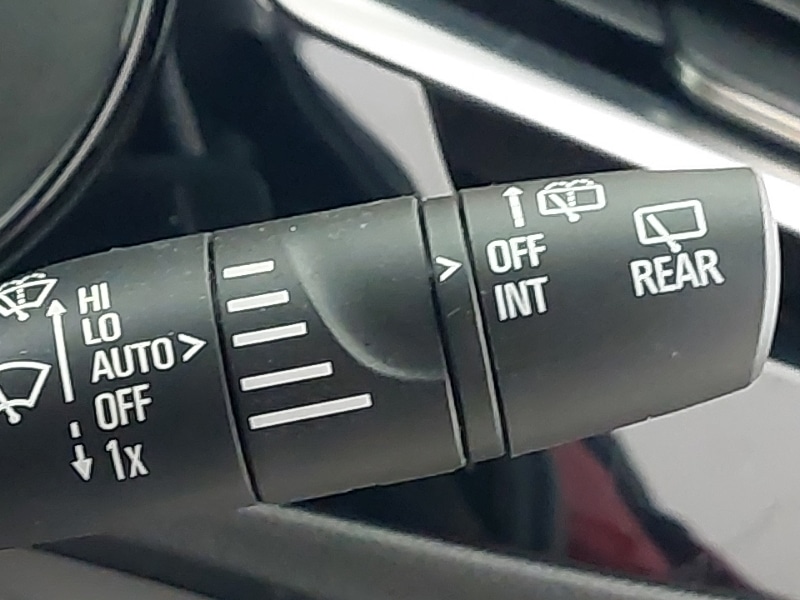 HI
LO
AUTO >
OFF
1x
>
OFF
INT
REAR